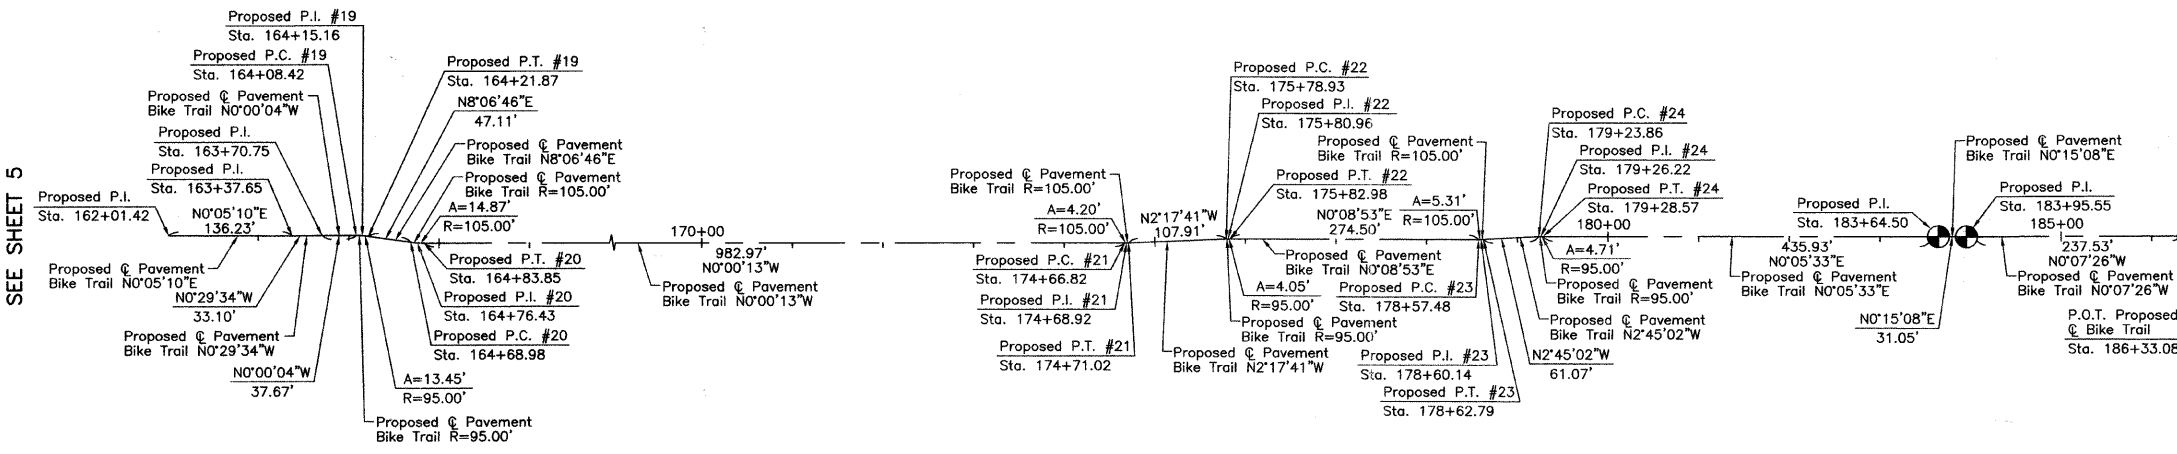 SEE SHEET 5
Proposed P.I. #19
Sta. 164+15.16
Proposed P.C. #19
Sta. 164+08.42
Proposed ℄ Pavement
Bike Trail N0°00'04"W
Proposed P.I.
Sta. 163+70.75
Proposed P.I.
Sta. 163+37.65
Proposed P.I.
Sta. 162+01.42
N0°05'10"E
136.23'
Proposed ℄ Pavement
Bike Trail N0°05'10"E
N0°29'34"W
33.10'
Proposed ℄ Pavement
Bike Trail N0°29'34"W
N0°00'04"W
37.67'
A=13.45'
R=95.00'
Proposed ℄ Pavement
Bike Trail R=95.00'
Proposed P.T. #19
Sta. 164+21.87
N8°06'46"E
47.11'
Proposed ℄ Pavement
Bike Trail N8°06'46"E
Proposed ℄ Pavement
Bike Trail R=105.00'
A=14.87'
R=105.00'
Proposed P.T. #20
Sta. 164+83.85
Proposed P.I. #20
Sta. 164+76.43
Proposed P.C. #20
Sta. 164+68.98
170+00
982.97'
N0°00'13"W
Proposed ℄ Pavement
Bike Trail N0°00'13"W
Proposed ℄ Pavement
Bike Trail R=105.00'
A=4.20'
R=105.00'
Proposed P.C. #21
Sta. 174+66.82
Proposed P.I. #21
Sta. 174+68.92
Proposed P.T. #21
Sta. 174+71.02
N2°17'41"W
107.91'
Proposed ℄ Pavement
Bike Trail N2°17'41"W
Proposed P.C. #22
Sta. 175+78.93
Proposed P.I. #22
Sta. 175+80.96
Proposed P.T. #22
Sta. 175+82.98
A=4.05'
R=95.00'
Proposed ℄ Pavement
Bike Trail R=95.00'
N0°08'53"E
274.50'
Proposed ℄ Pavement
Bike Trail N0°08'53"E
Proposed ℄ Pavement
Bike Trail R=105.00'
A=5.31'
R=105.00'
Proposed P.C. #23
Sta. 178+57.48
Proposed P.I. #23
Sta. 178+60.14
Proposed P.T. #23
Sta. 178+62.79
N2°45'02"W
61.07'
Proposed ℄ Pavement
Bike Trail N2°45'02"W
Proposed P.C. #24
Sta. 179+23.86
Proposed P.I. #24
Sta. 179+26.22
Proposed P.T. #24
Sta. 179+28.57
180+00
A=4.71'
R=95.00'
Proposed ℄ Pavement
Bike Trail R=95.00'
435.93'
N0°05'33"E
Proposed ℄ Pavement
Bike Trail N0°05'33"E
Proposed P.I.
Sta. 183+64.50
Proposed ℄ Pavement
Bike Trail N0°15'08"E
Proposed P.I.
Sta. 183+95.55
N0°15'08"E
31.05'
185+00
237.53'
N0°07'26"W
Proposed ℄ Pavement
Bike Trail N0°07'26"W
P.O.T. Proposed
℄ Bike Trail
Sta. 186+33.08